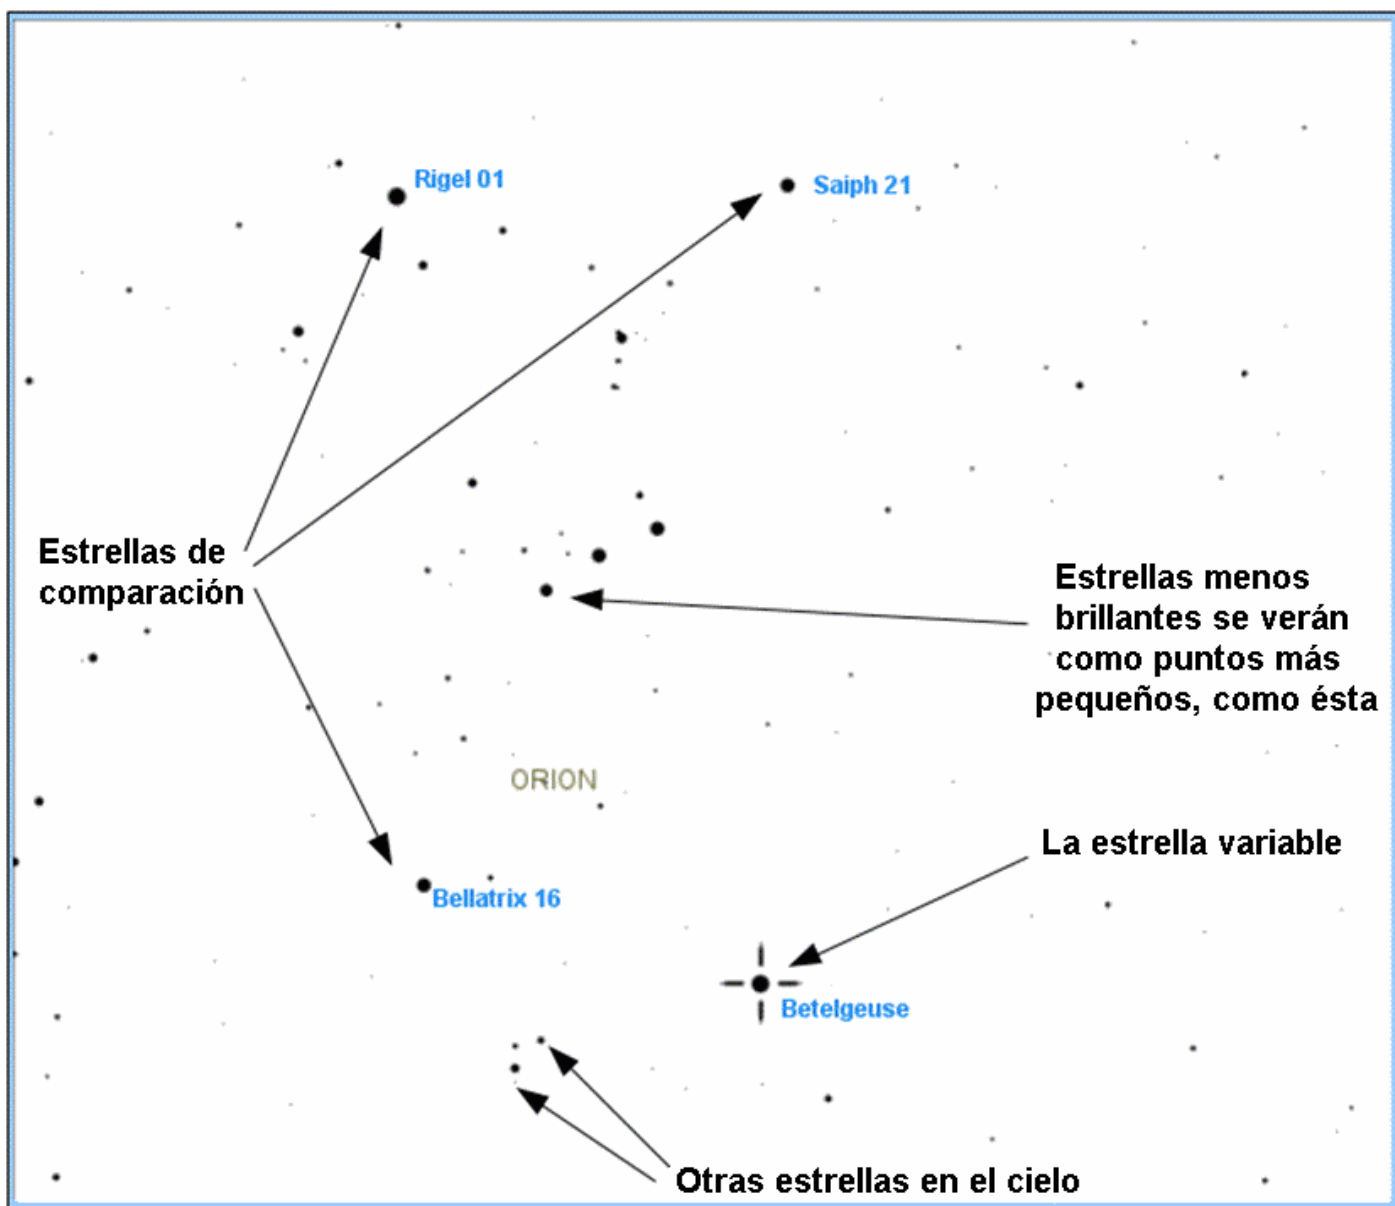 Rigel 01
Saiph 21
Estrellas de
comparación
Estrellas menos
brillantes se verán
como puntos más
pequeños, como ésta
ORION
La estrella variable
Bellatrix 16
Betelgeuse
Otras estrellas en el cielo